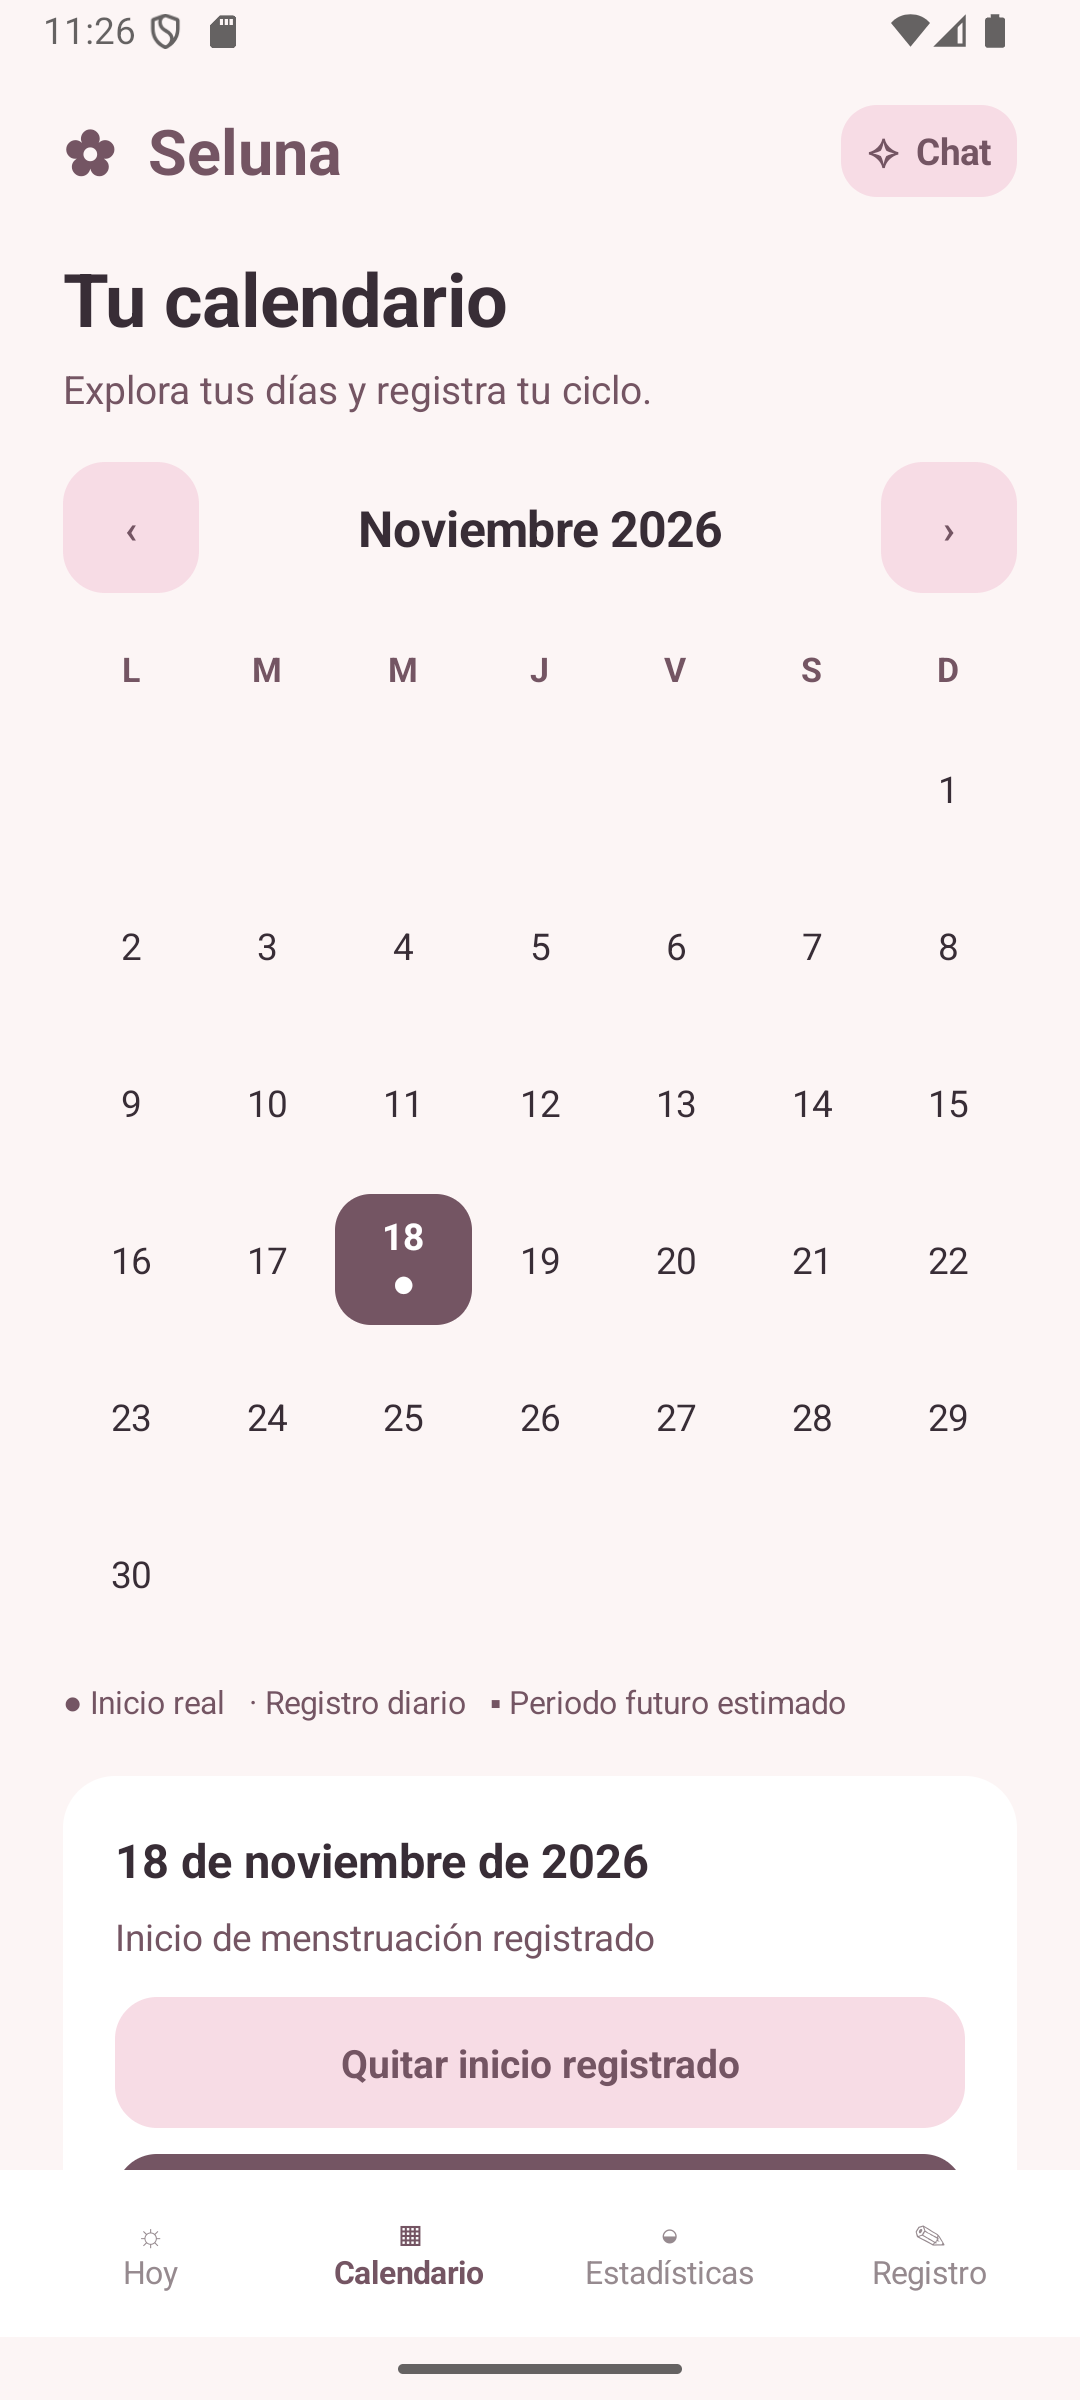 11:26
Seluna
Chat
Tu calendario
Explora tus días y registra tu ciclo.
‹ Noviembre 2026 ›
L M M J V S D
1
2 3 4 5 6 7 8
9 10 11 12 13 14 15
16 17 18 19 20 21 22
23 24 25 26 27 28 29
30
● Inicio real · Registro diario ▪ Periodo futuro estimado
18 de noviembre de 2026
Inicio de menstruación registrado
Quitar inicio registrado
Hoy Calendario Estadísticas Registro